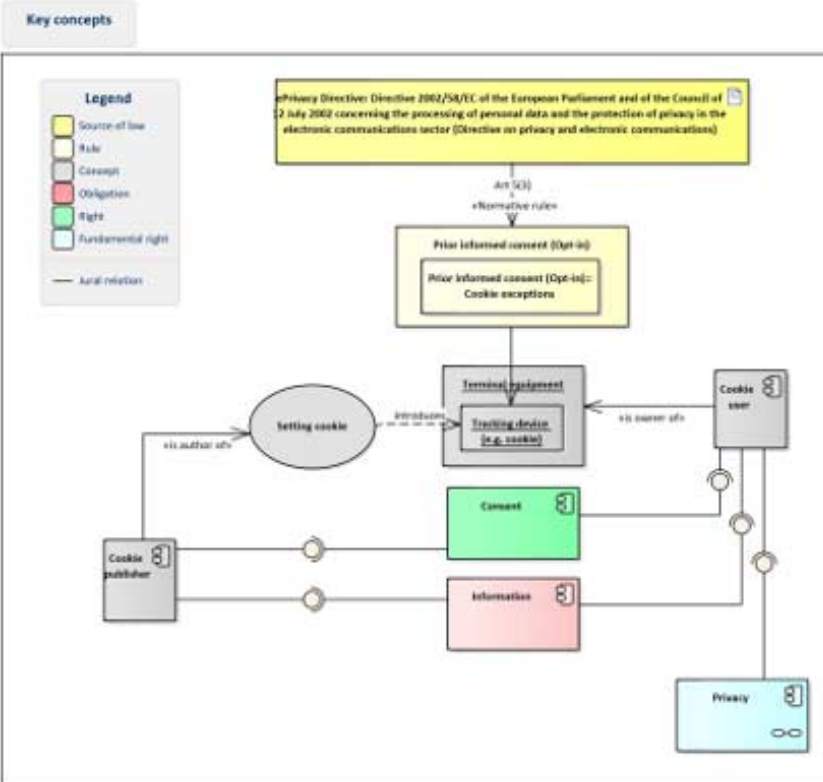 Key concepts
Legend
Source of law
Rule
Concept
Obligation
Right
Fundamental right
Jural relation
ePrivacy Directive: Directive 2002/58/EC of the European Parliament and of the Council of
12 July 2002 concerning the processing of personal data and the protection of privacy in the
electronic communications sector (Directive on privacy and electronic communications)
Art 5(3)
«Normative rule»
Prior informed consent (Opt-in)
Prior informed consent (Opt-in)::
Cookie exceptions
Terminal equipment
Tracking device
(e.g. cookie)
Cookie
user
Setting cookie
introduces
«is owner of»
«is author of»
Consent
Cookie
publisher
Information
Privacy